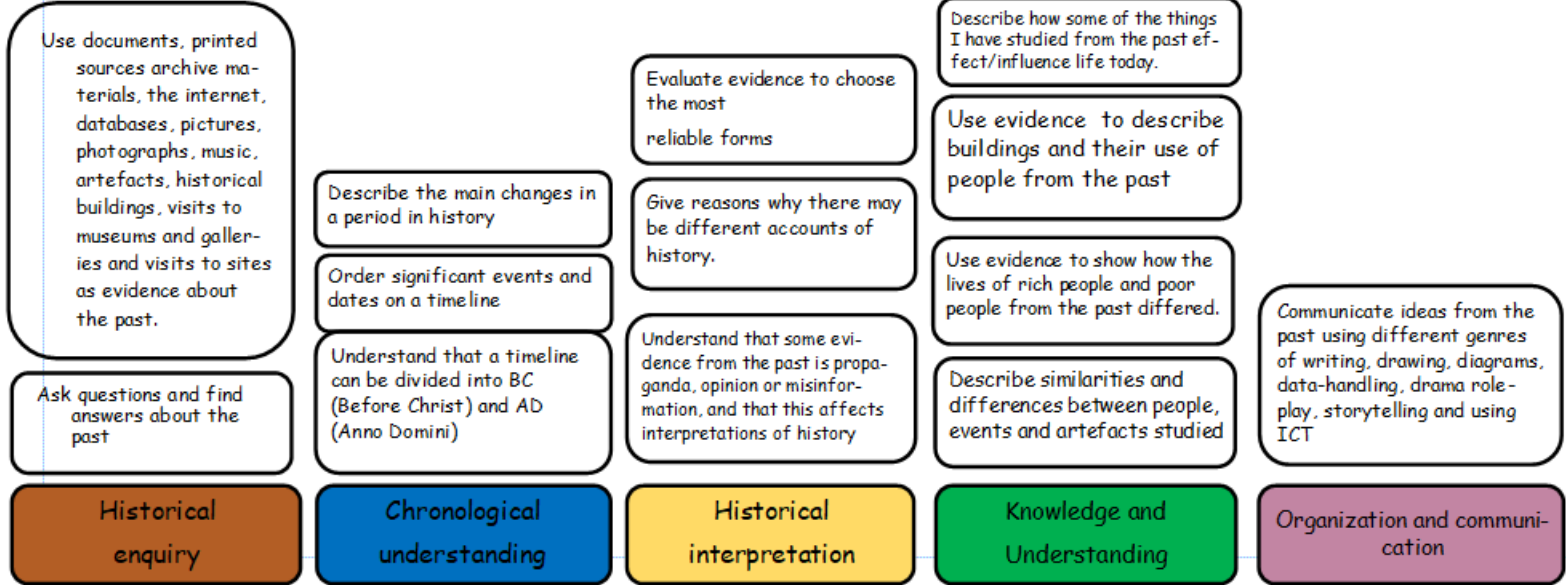 Use documents, printed
sources archive ma-
terials, the internet,
databases, pictures,
photographs, music,
artefacts, historical
buildings, visits to
museums and galler-
ies and visits to sites
as evidence about
the past.
Ask questions and find
answers about the
past
Historical
enquiry
Describe the main changes in
a period in history
Order significant events and
dates on a timeline
Understand that a timeline
can be divided into BC
(Before Christ) and AD
(Anno Domini)
Chronological
understanding
Evaluate evidence to choose
the most
reliable forms
Give reasons why there may
be different accounts of
history.
Understand that some evi-
dence from the past is propa-
ganda, opinion or misinfor-
mation, and that this affects
interpretations of history
Historical
interpretation
Describe how some of the things
I have studied from the past ef-
fect/influence life today.
Use evidence to describe
buildings and their use of
people from the past
Use evidence to show how the
lives of rich people and poor
people from the past differed.
Describe similarities and
differences between people,
events and artefacts studied
Knowledge and
Understanding
Communicate ideas from the
past using different genres
of writing, drawing, diagrams,
data-handling, drama role-
play, storytelling and using
ICT
Organization and communi-
cation